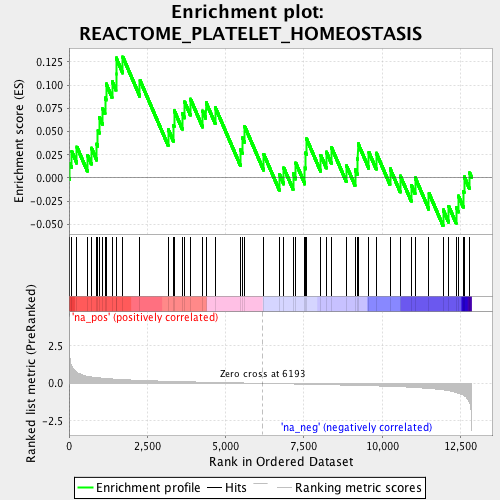 Enrichment plot:
REACTOME_PLATELET_HOMEOSTASIS
Enrichment score (ES)
0.125
0.100
0.075
0.050
0.025
0.000
-0.025
-0.050
'na_pos' (positively correlated)
Ranked list metric (PreRanked)
2.5
0.0
-2.5
Zero cross at 6193
'na_neg' (negatively correlated)
0
2,500
5,000
7,500
10,000
12,500
Rank in Ordered Dataset
Enrichment profile
Hits
Ranking metric scores